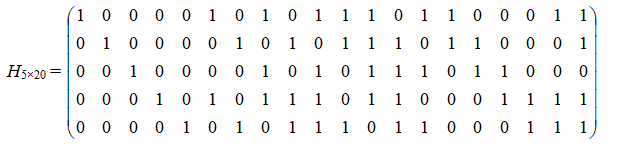 1 0 0 0 0 1 0 1 0 1 1 1 0 1 1 0 0 0 1 1
0 1 0 0 0 0 1 0 1 0 1 1 1 0 1 1 0 0 0 1
H5×20 = 0 0 1 0 0 0 0 1 0 1 0 1 1 1 0 1 1 0 0 0
0 0 0 1 0 1 0 1 1 1 0 1 1 0 0 0 1 1 1 1
0 0 0 0 1 0 1 0 1 1 1 0 1 1 0 0 0 1 1 1